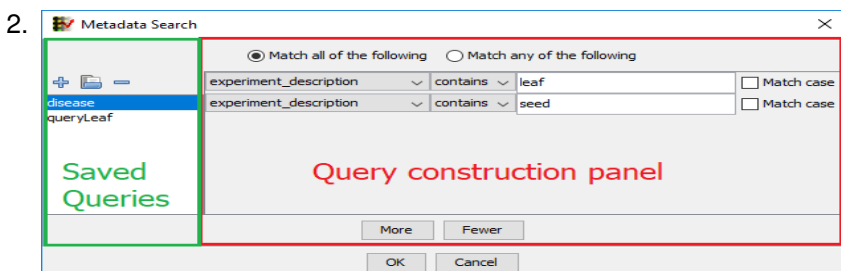 2.
Metadata Search
Match all of the following Match any of the following
experiment_description contains leaf Match case
disease experiment_description contains seed Match case
queryLeaf
Saved
Queries
Query construction panel
More Fewer
OK Cancel